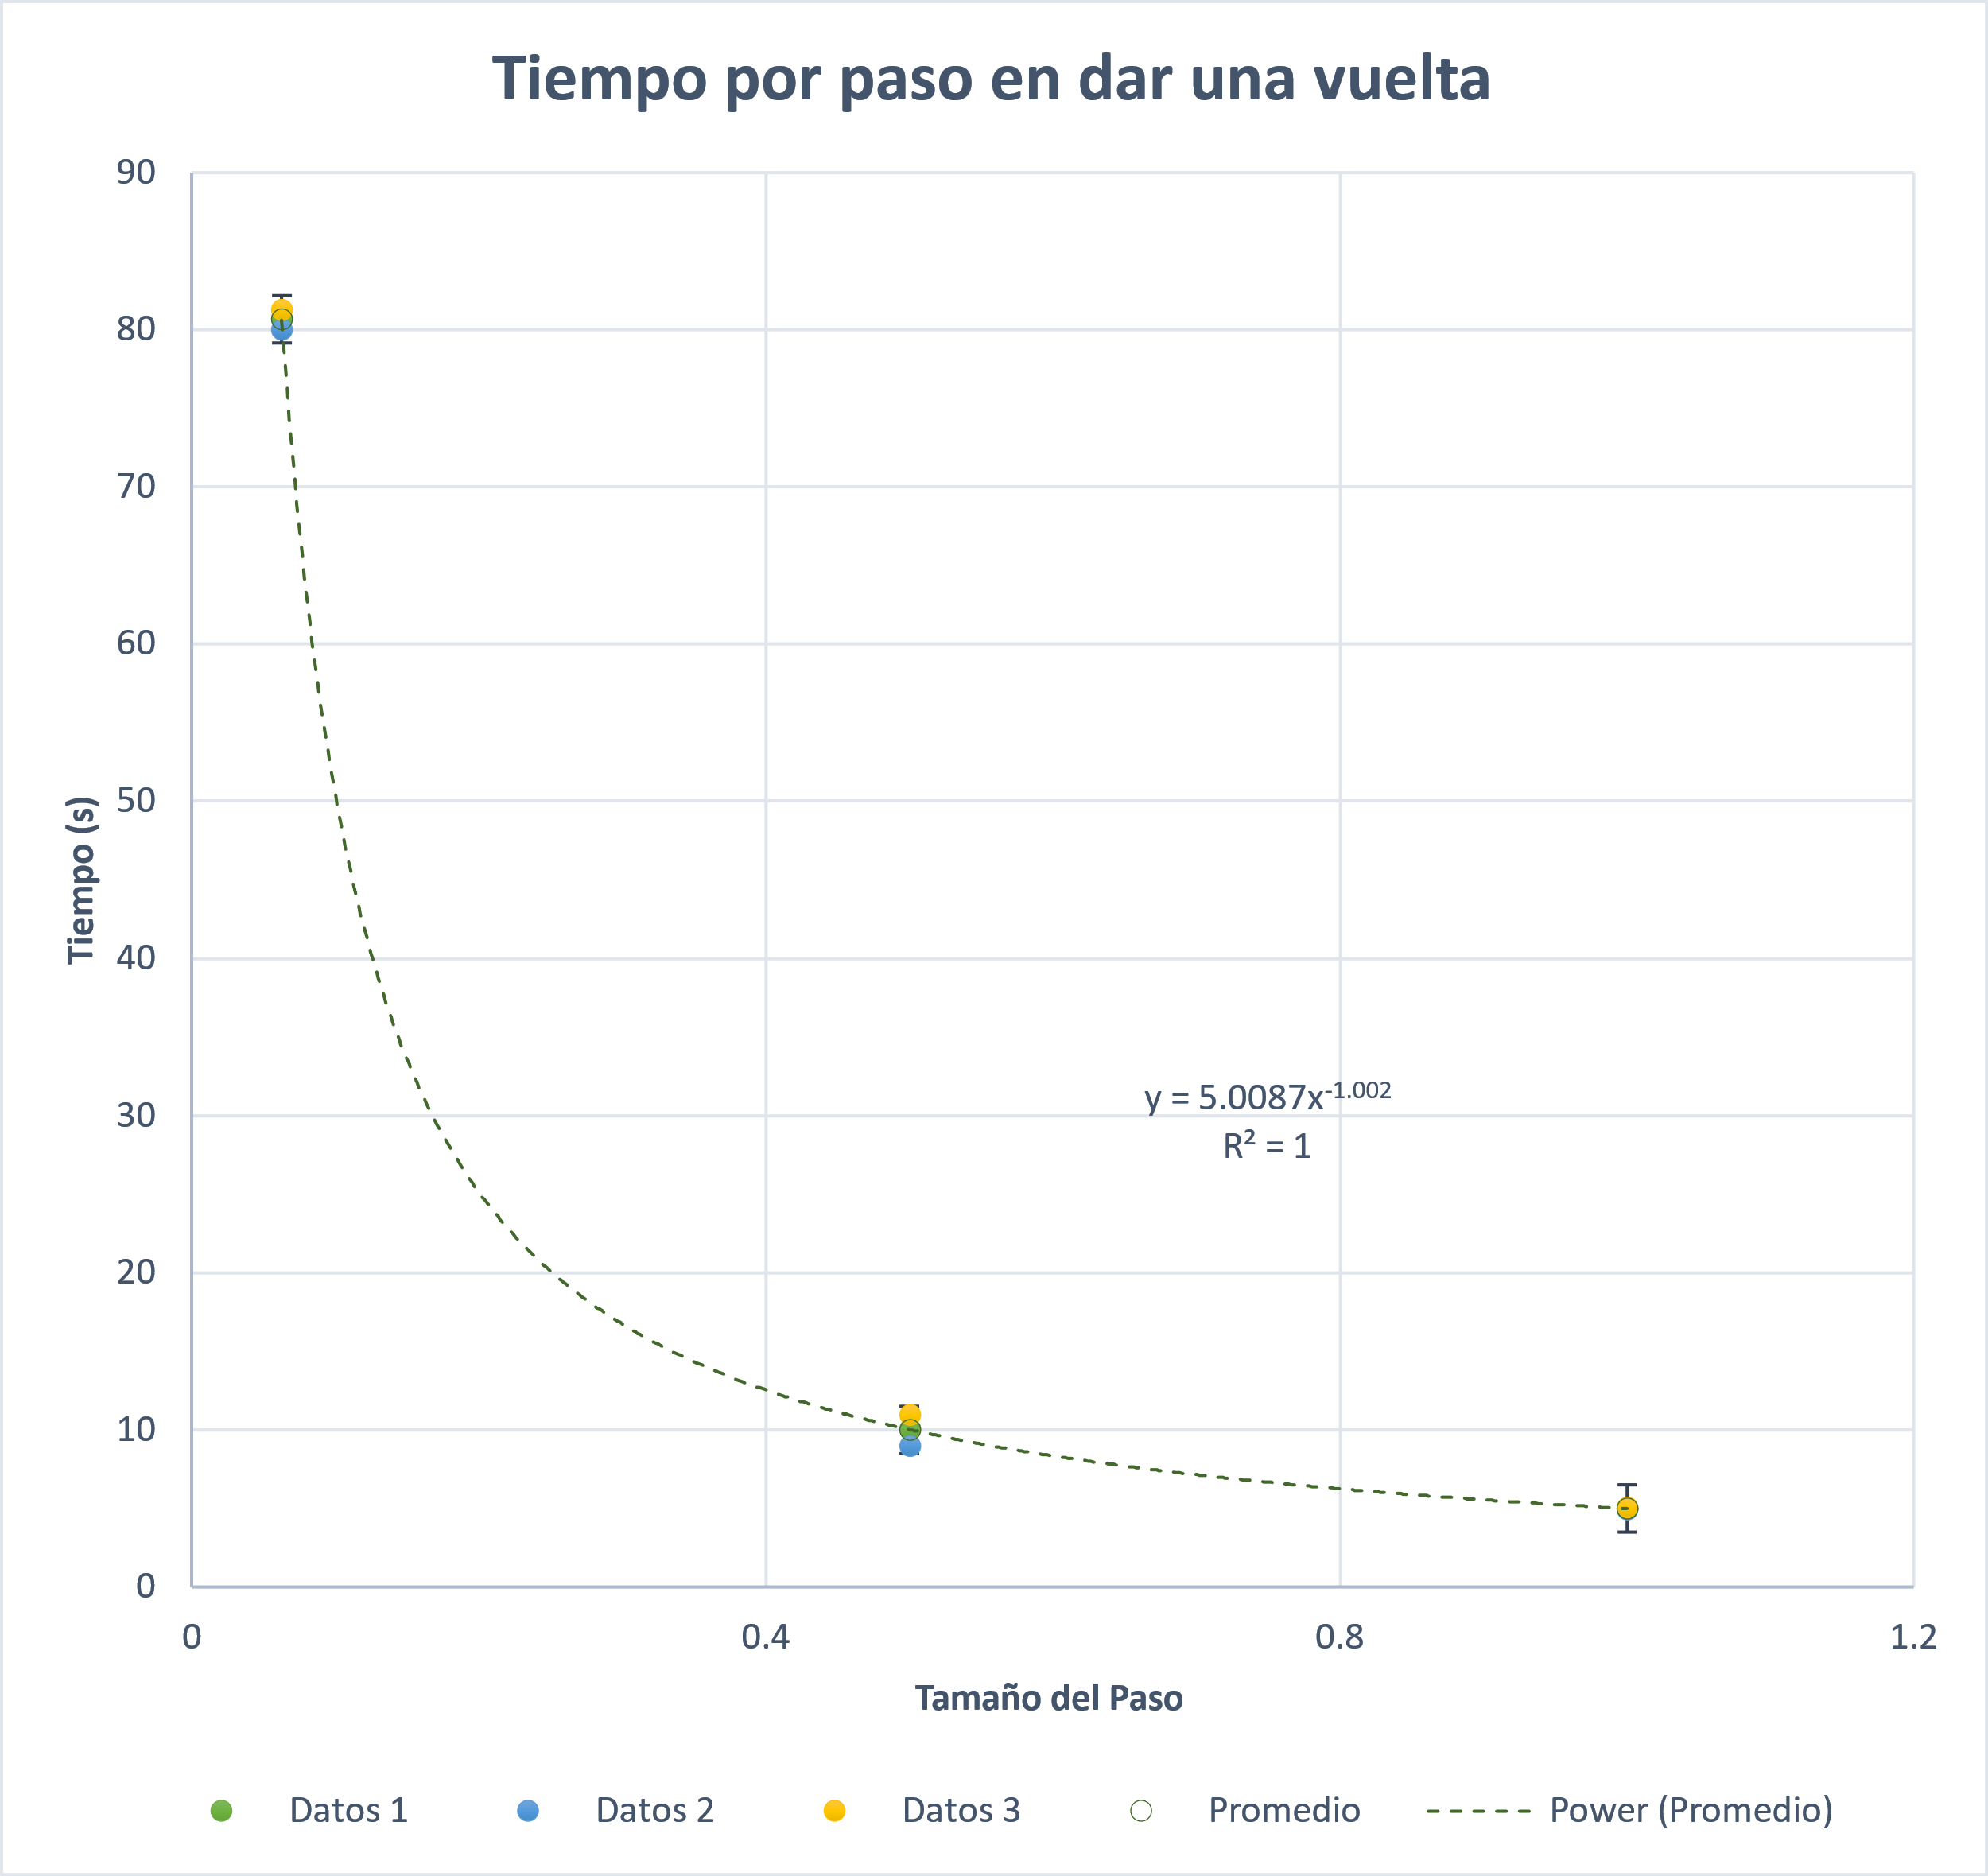 Tiempo por paso en dar una vuelta
90
80
70
60
50
40
30
20
10
0
Tiempo (s)
y = 5.0087x⁻¹·⁰⁰²
R² = 1
0 0.4 0.8 1.2
Tamaño del Paso
Datos 1 Datos 2 Datos 3 Promedio Power (Promedio)